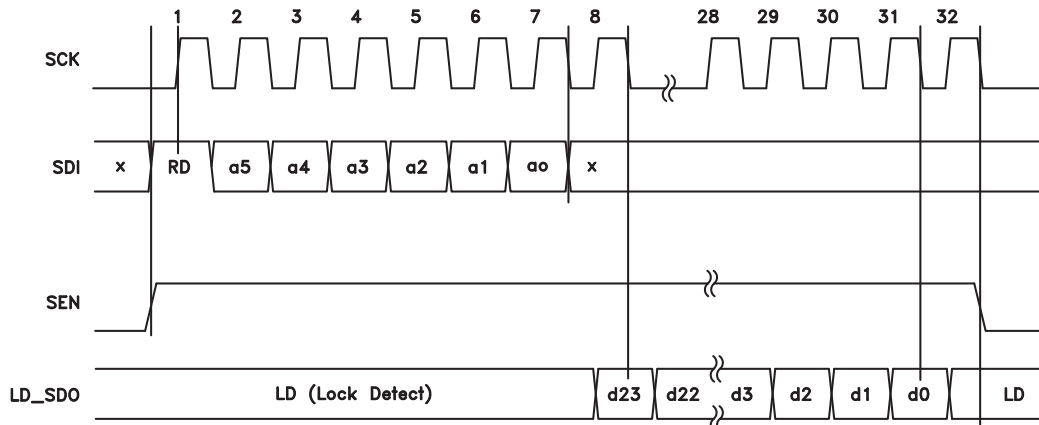 1 2 3 4 5 6 7 8 28 29 30 31 32
SCK
SDI x RD a5 a4 a3 a2 a1 ao x
SEN
LD_SDO LD (Lock Detect) d23 d22 d3 d2 d1 d0 LD